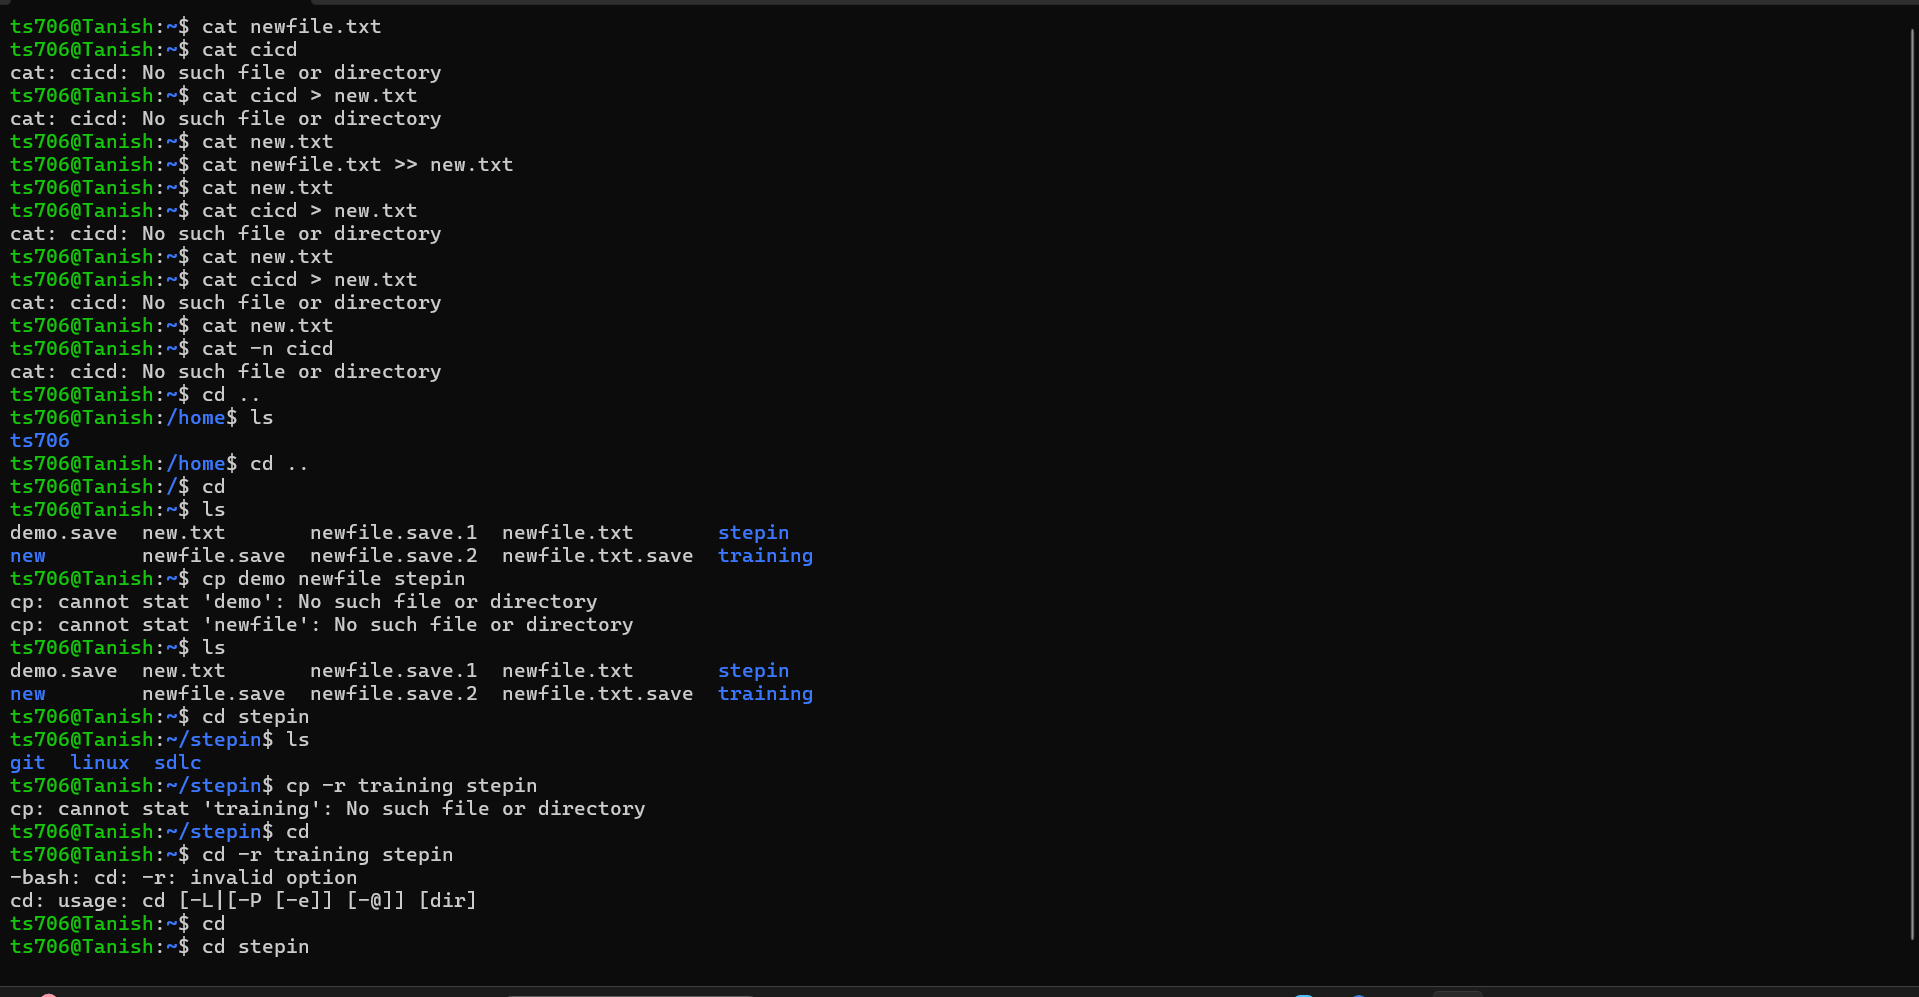 ts706@Tanish:~$ cat newfile.txt
ts706@Tanish:~$ cat cicd
cat: cicd: No such file or directory
ts706@Tanish:~$ cat cicd > new.txt
cat: cicd: No such file or directory
ts706@Tanish:~$ cat new.txt
ts706@Tanish:~$ cat newfile.txt >> new.txt
ts706@Tanish:~$ cat new.txt
ts706@Tanish:~$ cat cicd > new.txt
cat: cicd: No such file or directory
ts706@Tanish:~$ cat new.txt
ts706@Tanish:~$ cat cicd > new.txt
cat: cicd: No such file or directory
ts706@Tanish:~$ cat new.txt
ts706@Tanish:~$ cat -n cicd
cat: cicd: No such file or directory
ts706@Tanish:~$ cd ..
ts706@Tanish:/home$ ls
ts706
ts706@Tanish:/home$ cd ..
ts706@Tanish:/$ cd
ts706@Tanish:~$ ls
demo.save  new.txt       newfile.save.1  newfile.txt       stepin
new        newfile.save  newfile.save.2  newfile.txt.save  training
ts706@Tanish:~$ cp demo newfile stepin
cp: cannot stat 'demo': No such file or directory
cp: cannot stat 'newfile': No such file or directory
ts706@Tanish:~$ ls
demo.save  new.txt       newfile.save.1  newfile.txt       stepin
new        newfile.save  newfile.save.2  newfile.txt.save  training
ts706@Tanish:~$ cd stepin
ts706@Tanish:~/stepin$ ls
git  linux  sdlc
ts706@Tanish:~/stepin$ cp -r training stepin
cp: cannot stat 'training': No such file or directory
ts706@Tanish:~/stepin$ cd
ts706@Tanish:~$ cd -r training stepin
-bash: cd: -r: invalid option
cd: usage: cd [-L|[-P [-e]] [-@]] [dir]
ts706@Tanish:~$ cd
ts706@Tanish:~$ cd stepin